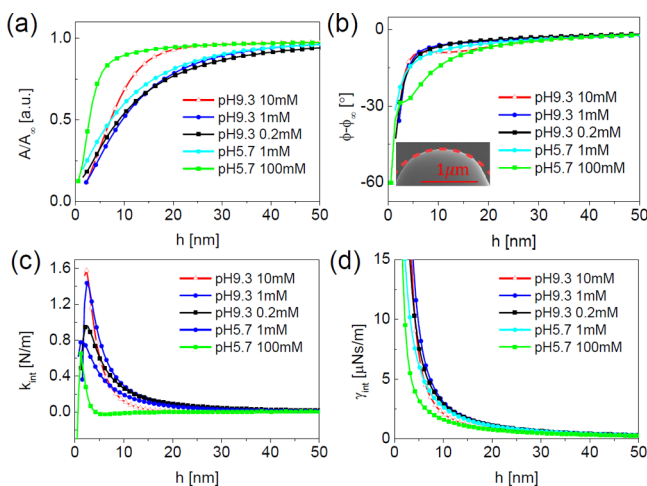 (a)
A/A∞ [a.u.]
1.0
0.5
0.0
pH9.3 10mM
pH9.3 1mM
pH9.3 0.2mM
pH5.7 1mM
pH5.7 100mM
0 10 20 30 40 50
h [nm]
(b)
ϕ-ϕ∞ [°]
0
-30
-60
pH9.3 10mM
pH9.3 1mM
pH9.3 0.2mM
pH5.7 1mM
pH5.7 100mM
1μm
0 10 20 30 40 50
h [nm]
(c)
kint [N/m]
1.6
1.2
0.8
0.4
0.0
pH9.3 10mM
pH9.3 1mM
pH9.3 0.2mM
pH5.7 1mM
pH5.7 100mM
0 10 20 30 40 50
h [nm]
(d)
γint [μNs/m]
15
10
5
0
pH9.3 10mM
pH9.3 1mM
pH9.3 0.2mM
pH5.7 1mM
pH5.7 100mM
0 10 20 30 40 50
h [nm]